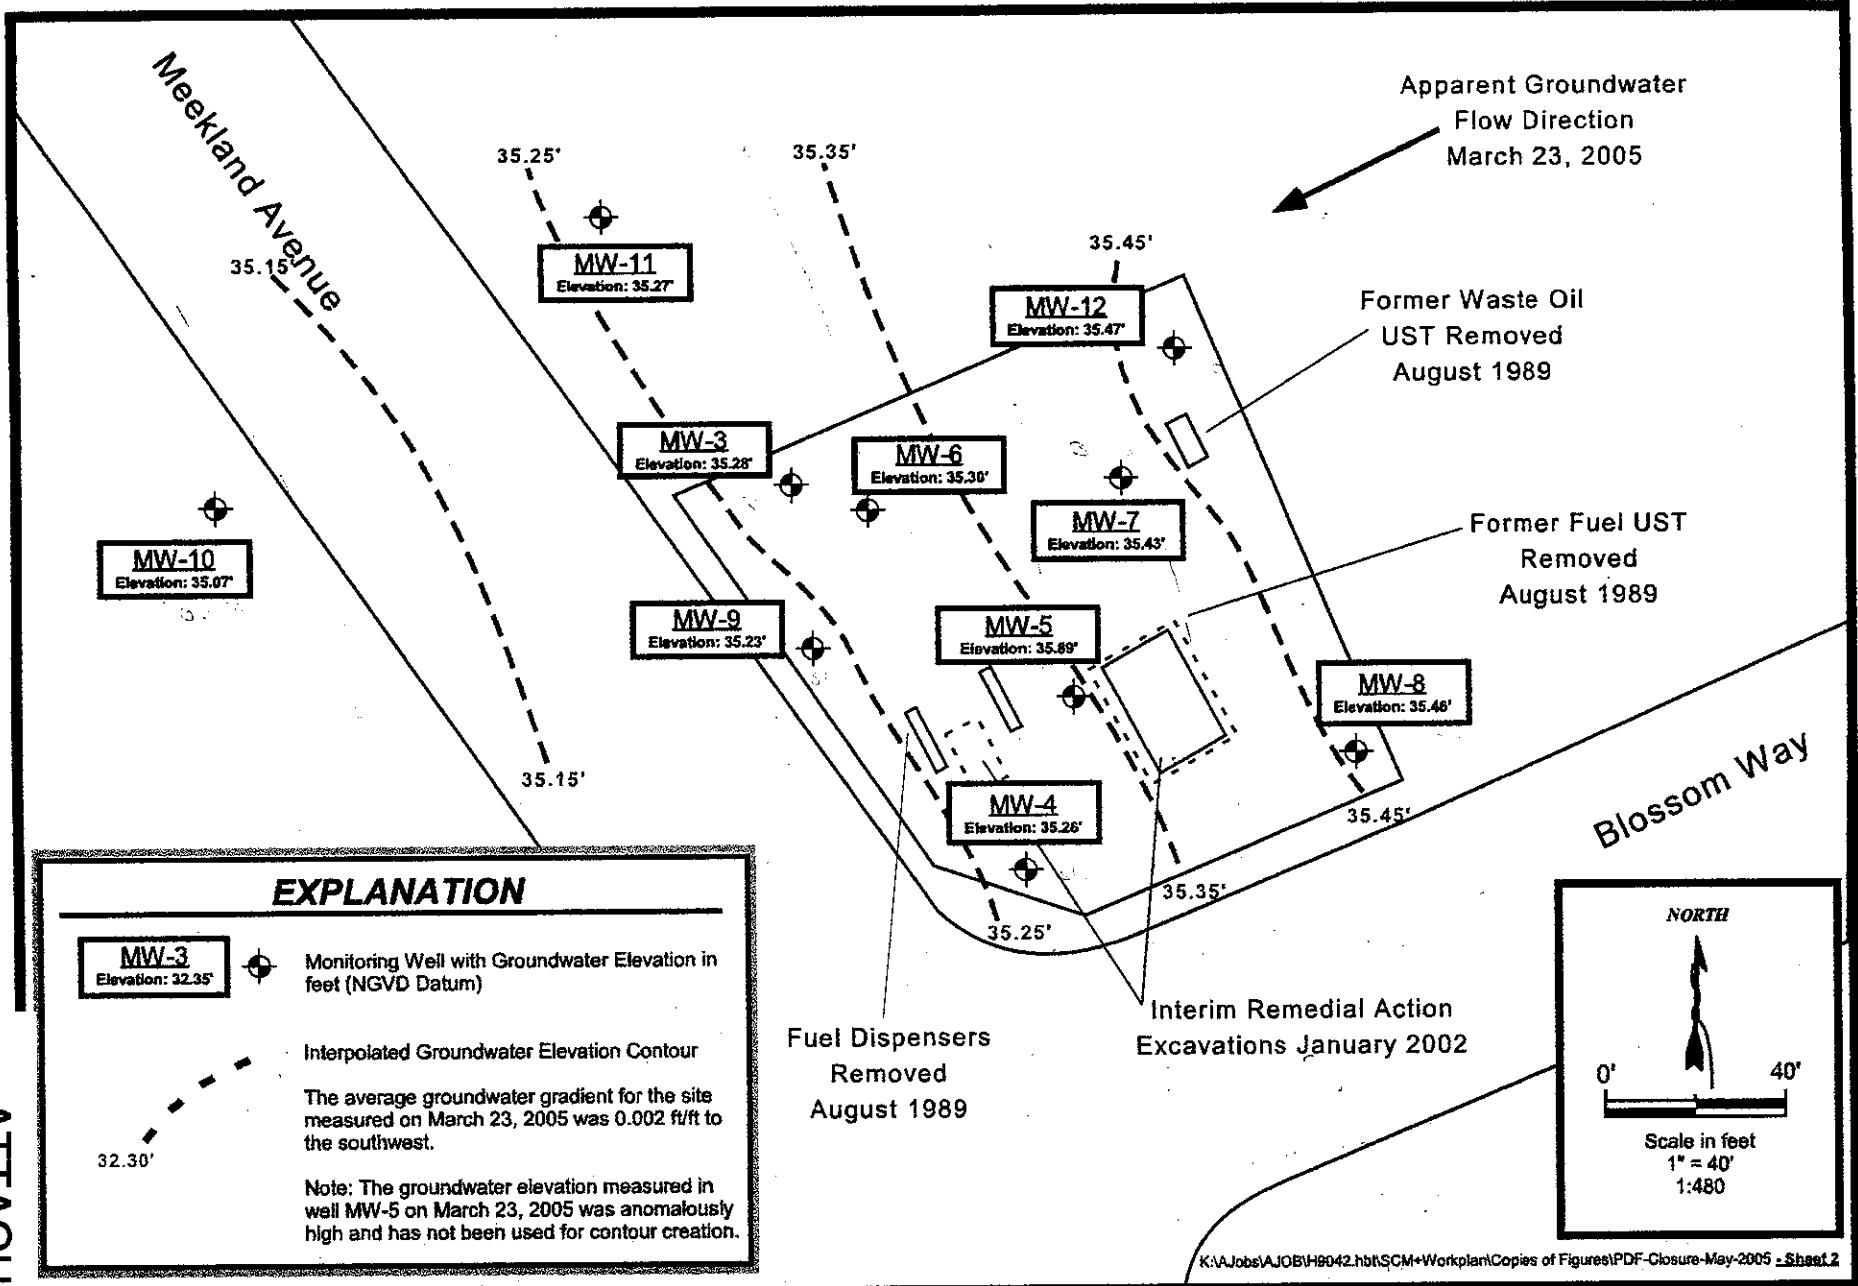 Meekland Avenue
Apparent Groundwater
Flow Direction
March 23, 2005
35.25'
35.35'
35.45'
35.15'
MW-11
Elevation: 35.27'
MW-12
Elevation: 35.47'
Former Waste Oil
UST Removed
August 1989
MW-3
Elevation: 35.28'
MW-6
Elevation: 35.30'
MW-7
Elevation: 35.43'
Former Fuel UST
Removed
August 1989
MW-10
Elevation: 35.07'
MW-9
Elevation: 35.23'
MW-5
Elevation: 35.89'
MW-8
Elevation: 35.46'
Blossom Way
35.15'
MW-4
Elevation: 35.26'
35.45'
35.35'
35.25'
Interim Remedial Action
Excavations January 2002
Fuel Dispensers
Removed
August 1989
EXPLANATION
MW-3
Elevation: 32.35'
Monitoring Well with Groundwater Elevation in
feet (NGVD Datum)
Interpolated Groundwater Elevation Contour
The average groundwater gradient for the site
measured on March 23, 2005 was 0.002 ft/ft to
the southwest.
32.30'
Note: The groundwater elevation measured in
well MW-5 on March 23, 2005 was anomalously
high and has not been used for contour creation.
NORTH
0' 40'
Scale in feet
1" = 40'
1:480
K:\AJobs\AJOB\H9042.hbt\SCM+Workplan\Copies of Figures\PDF-Closure-May-2005 - Sheet 2